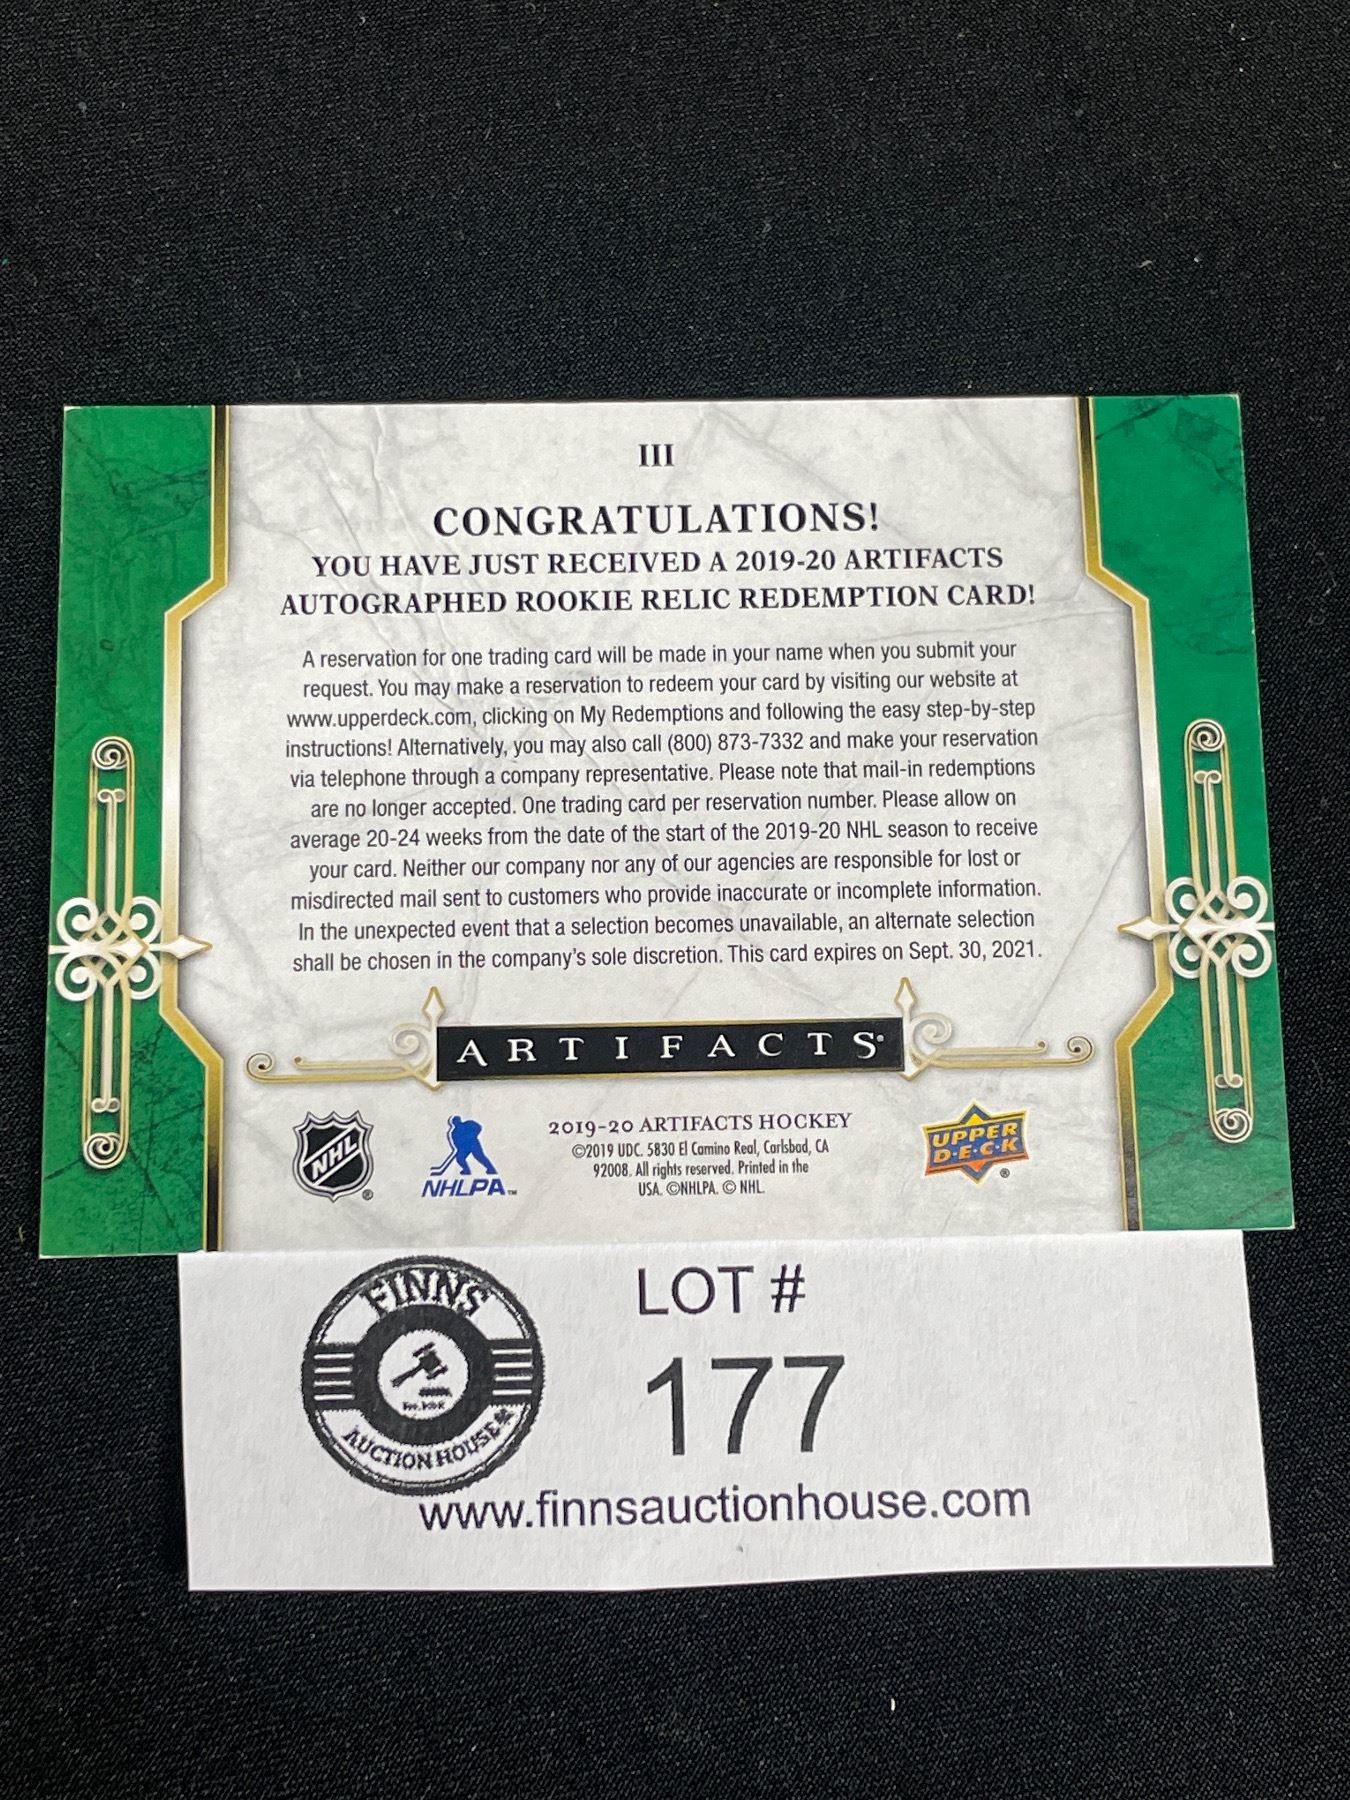 III
CONGRATULATIONS!
YOU HAVE JUST RECEIVED A 2019-20 ARTIFACTS
AUTOGRAPHED ROOKIE RELIC REDEMPTION CARD!
A reservation for one trading card will be made in your name when you submit your
request. You may make a reservation to redeem your card by visiting our website at
www.upperdeck.com, clicking on My Redemptions and following the easy step-by-step
instructions! Alternatively, you may also call (800) 873-7332 and make your reservation
via telephone through a company representative. Please note that mail-in redemptions
are no longer accepted. One trading card per reservation number. Please allow on
average 20-24 weeks from the date of the start of the 2019-20 NHL season to receive
your card. Neither our company nor any of our agencies are responsible for lost or
misdirected mail sent to customers who provide inaccurate or incomplete information.
In the unexpected event that a selection becomes unavailable, an alternate selection
shall be chosen in the company's sole discretion. This card expires on Sept. 30, 2021.
ARTIFACTS
NHL ®
NHLPA™
2019-20 ARTIFACTS HOCKEY
©2019 UDC. 5830 El Camino Real, Carlsbad, CA
92008. All rights reserved. Printed in the
USA. ©NHLPA. © NHL.
UPPER
D·E·C·K ®
FINNS
AUCTION HOUSE
LOT #
177
www.finnsauctionhouse.com